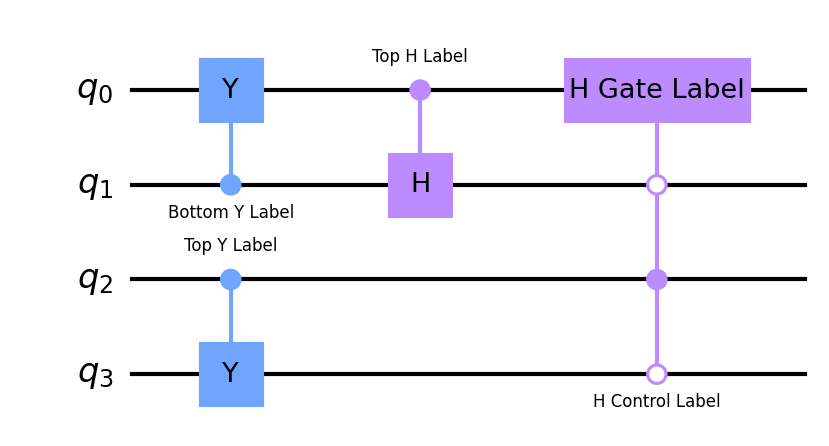 Top H Label
q0 Y H Gate Label
q1 H
Bottom Y Label
Top Y Label
q2
q3 Y
H Control Label